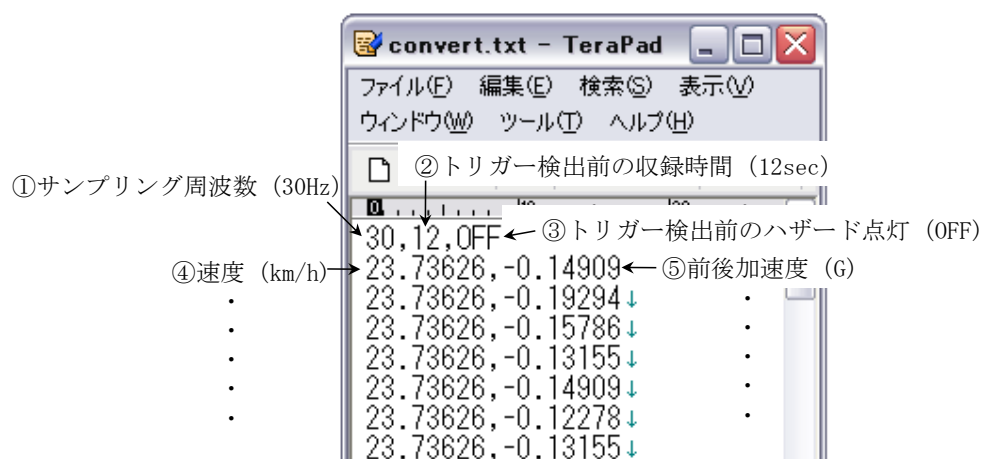 convert.txt - TeraPad
ファイル(F) 編集(E) 検索(S) 表示(V)
ウィンドウ(W) ツール(T) ヘルプ(H)
②トリガー検出前の収録時間 (12sec)
①サンプリング周波数 (30Hz)
0
30,12,OFF
③トリガー検出前のハザード点灯 (OFF)
④速度 (km/h)
23.73626,-0.14909
⑤前後加速度 (G)
23.73626,-0.19294↓
23.73626,-0.15786↓
23.73626,-0.13155↓
23.73626,-0.14909↓
23.73626,-0.12278↓
23.73626,-0.13155↓